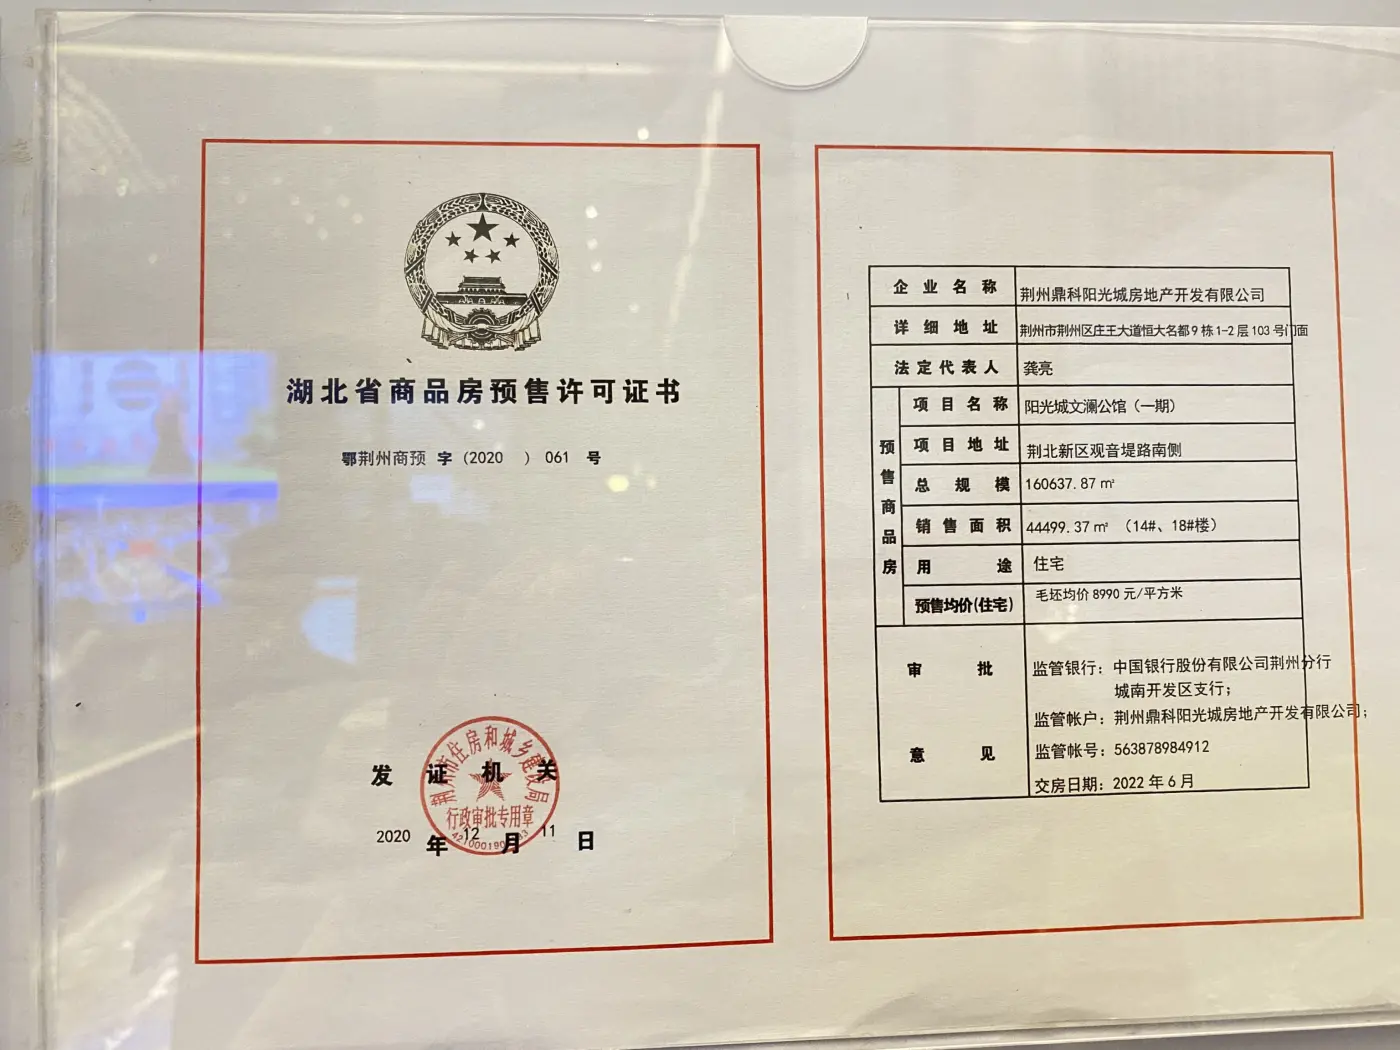 湖北省商品房预售许可证书
鄂荆州商预 字（2020 ） 061 号
发 证 机 关
荆州市住房和城乡建设局
行政审批专用章
2020 年 12 月 11 日
企业名称 荆州鼎科阳光城房地产开发有限公司
详细地址 荆州市荆州区庄王大道恒大名都9栋1-2层103号门面
法定代表人 龚亮
预售商品房
项目名称 阳光城文澜公馆（一期）
项目地址 荆北新区观音堤路南侧
总规模 160637.87㎡
销售面积 44499.37㎡（14#、18#楼）
用途 住宅
预售均价(住宅) 毛坯均价8990元/平方米
审批意见
监管银行：中国银行股份有限公司荆州分行
城南开发区支行；
监管帐户：荆州鼎科阳光城房地产开发有限公司；
监管帐号：563878984912
交房日期：2022年6月